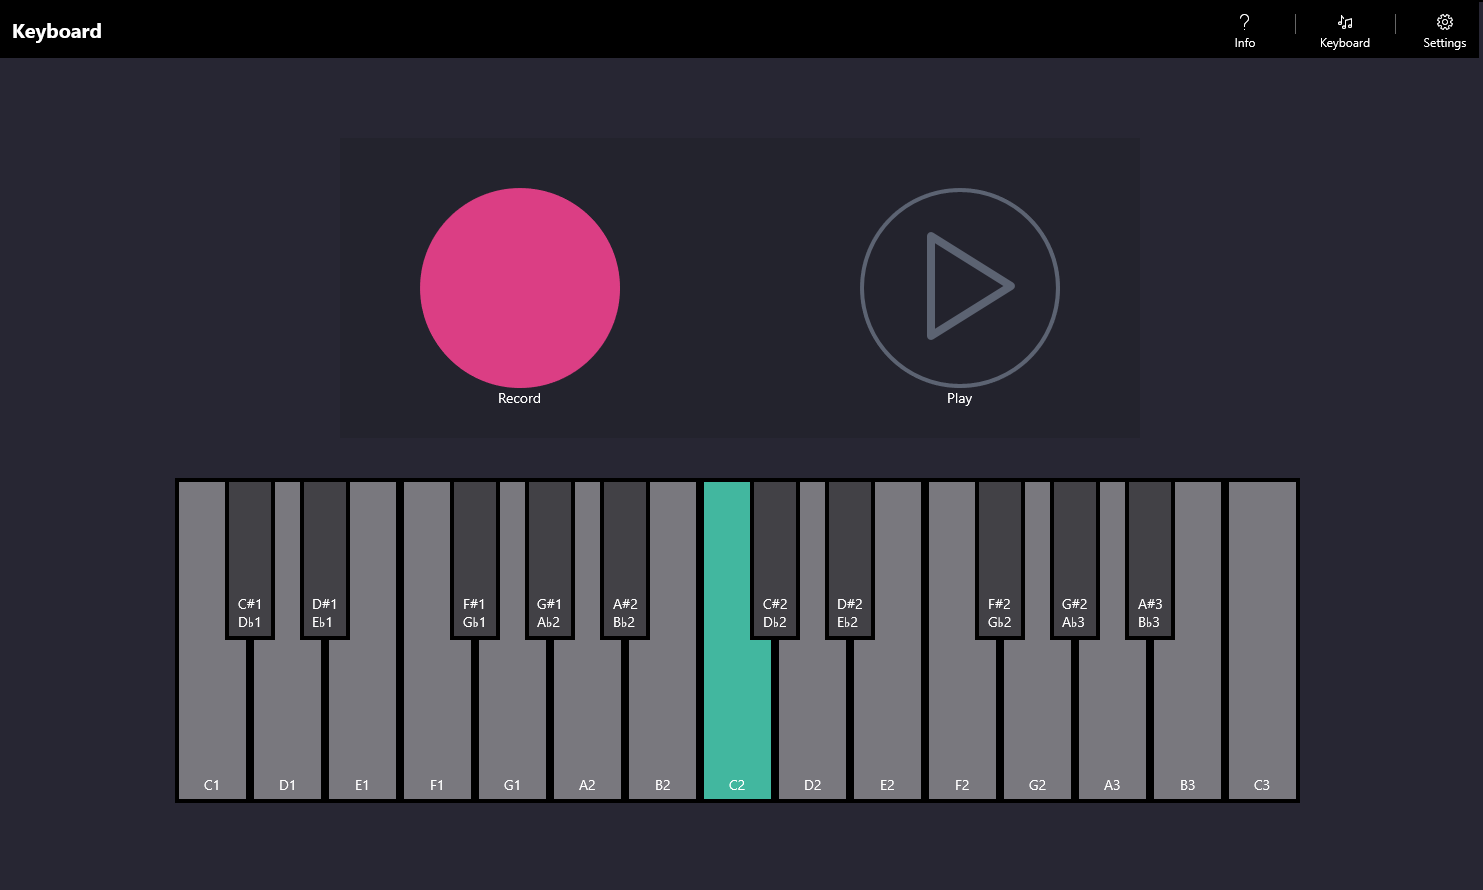 Keyboard
Info
Keyboard
Settings
Record
Play
C#1
D♭1
D#1
E♭1
F#1
G♭1
G#1
A♭2
A#2
B♭2
C#2
D♭2
D#2
E♭2
F#2
G♭2
G#2
A♭3
A#3
B♭3
C1
D1
E1
F1
G1
A2
B2
C2
D2
E2
F2
G2
A3
B3
C3